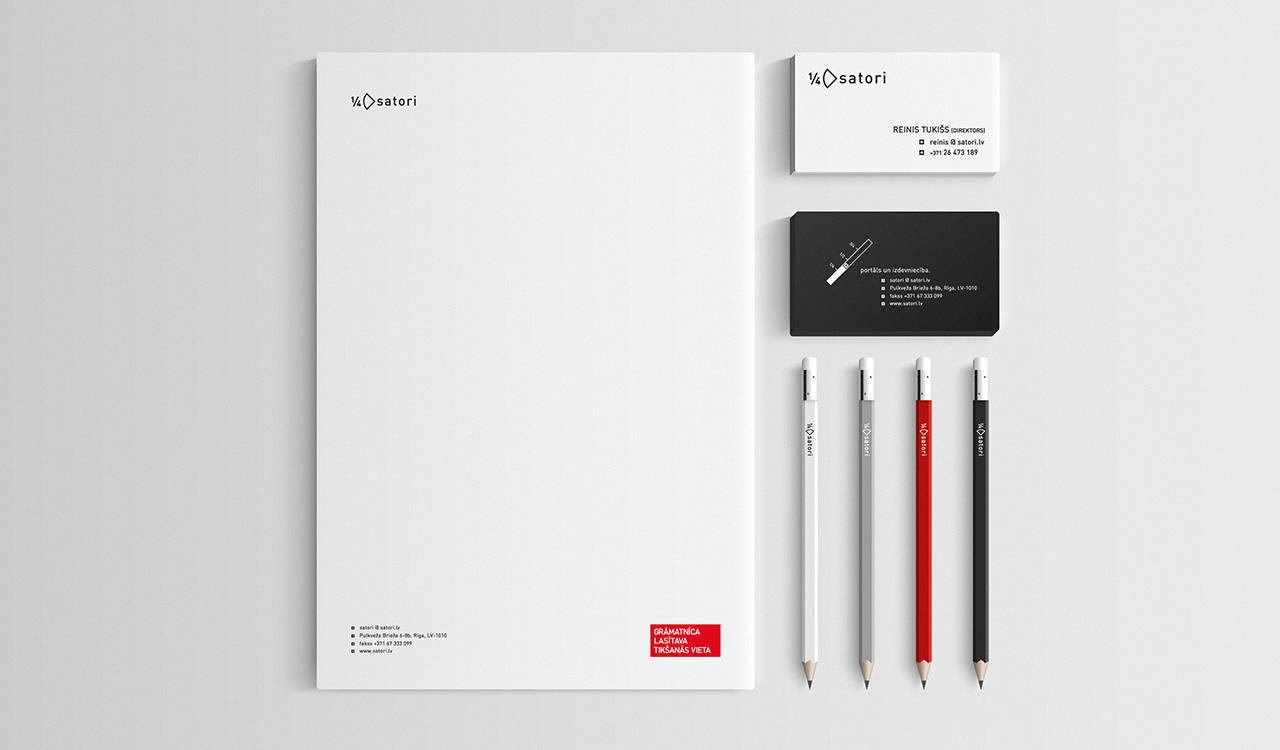 ¼ satori
satori @ satori.lv
Pulkveža Brieža 6-8b, Rīga, LV-1010
fakss +371 67 333 099
www.satori.lv
GRĀMATNĪCA
LASĪTAVA
TIKŠANĀS VIETA
¼ satori
REINIS TUKIŠS (DIREKTORS)
reinis @ satori.lv
+371 26 473 189
portāls un izdevniecība.
satori @ satori.lv
Pulkveža Brieža 6-8b, Rīga, LV-1010
fakss +371 67 333 099
www.satori.lv
¼ satori
¼ satori
¼ satori
¼ satori